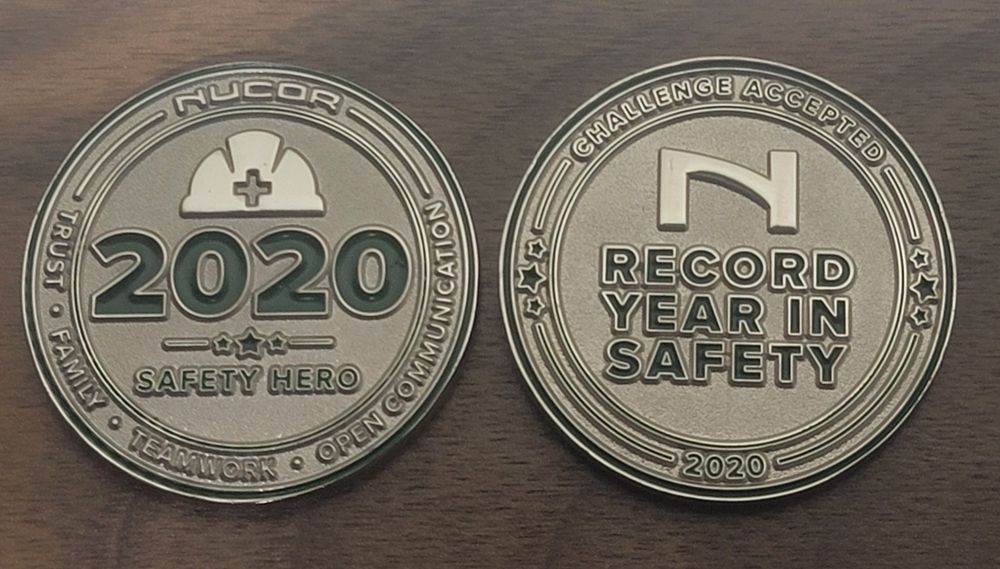 NUCOR
2020
SAFETY HERO
TRUST • FAMILY • TEAMWORK • OPEN COMMUNICATION
CHALLENGE ACCEPTED
N
RECORD
YEAR IN
SAFETY
2020